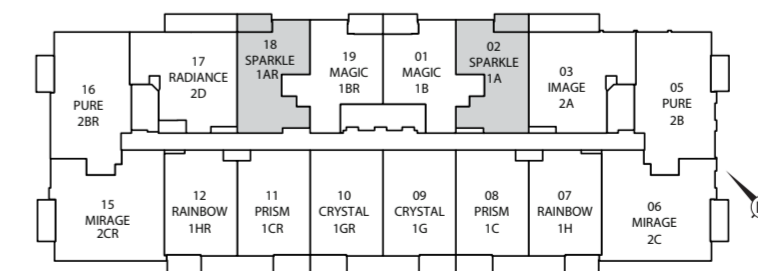 16
PURE
2BR
17
RADIANCE
2D
18
SPARKLE
1AR
19
MAGIC
1BR
01
MAGIC
1B
02
SPARKLE
1A
03
IMAGE
2A
05
PURE
2B
15
MIRAGE
2CR
12
RAINBOW
1HR
11
PRISM
1CR
10
CRYSTAL
1GR
09
CRYSTAL
1G
08
PRISM
1C
07
RAINBOW
1H
06
MIRAGE
2C